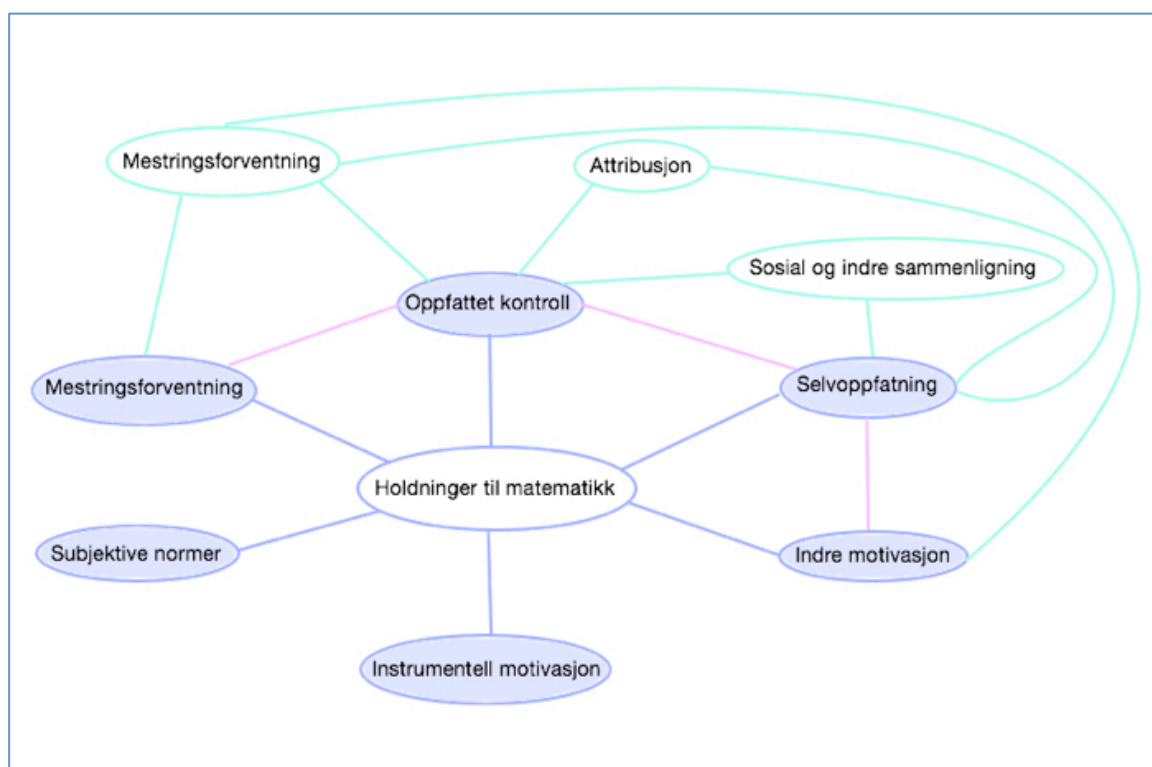 Mestringsforventning
Attribusjon
Sosial og indre sammenligning
Oppfattet kontroll
Mestringsforventning
Selvoppfatning
Holdninger til matematikk
Subjektive normer
Indre motivasjon
Instrumentell motivasjon